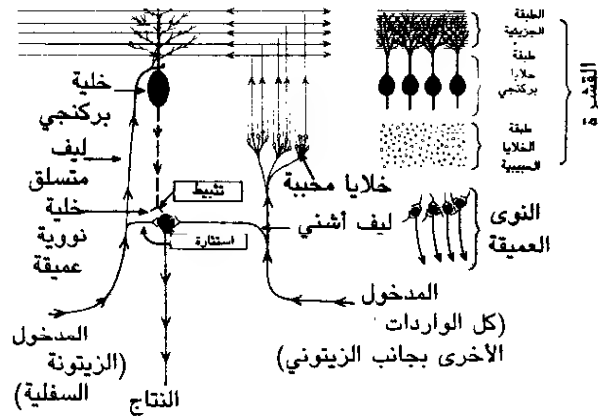 الطبقة
الجزيئية
طبقة
خلايا
بركنجي
طبقة
الخلايا
الحبيبية
القشرة
النوى
العميقة
خلية
بركنجي
ليف
متسلق
خلية
نووية
عميقة
تثبيط
استثارة
خلايا محببة
ليف أشني
المدخول
(كل الواردات
الأخرى بجانب الزيتوني)
المدخول
(الزيتونة
السفلية)
النتاج